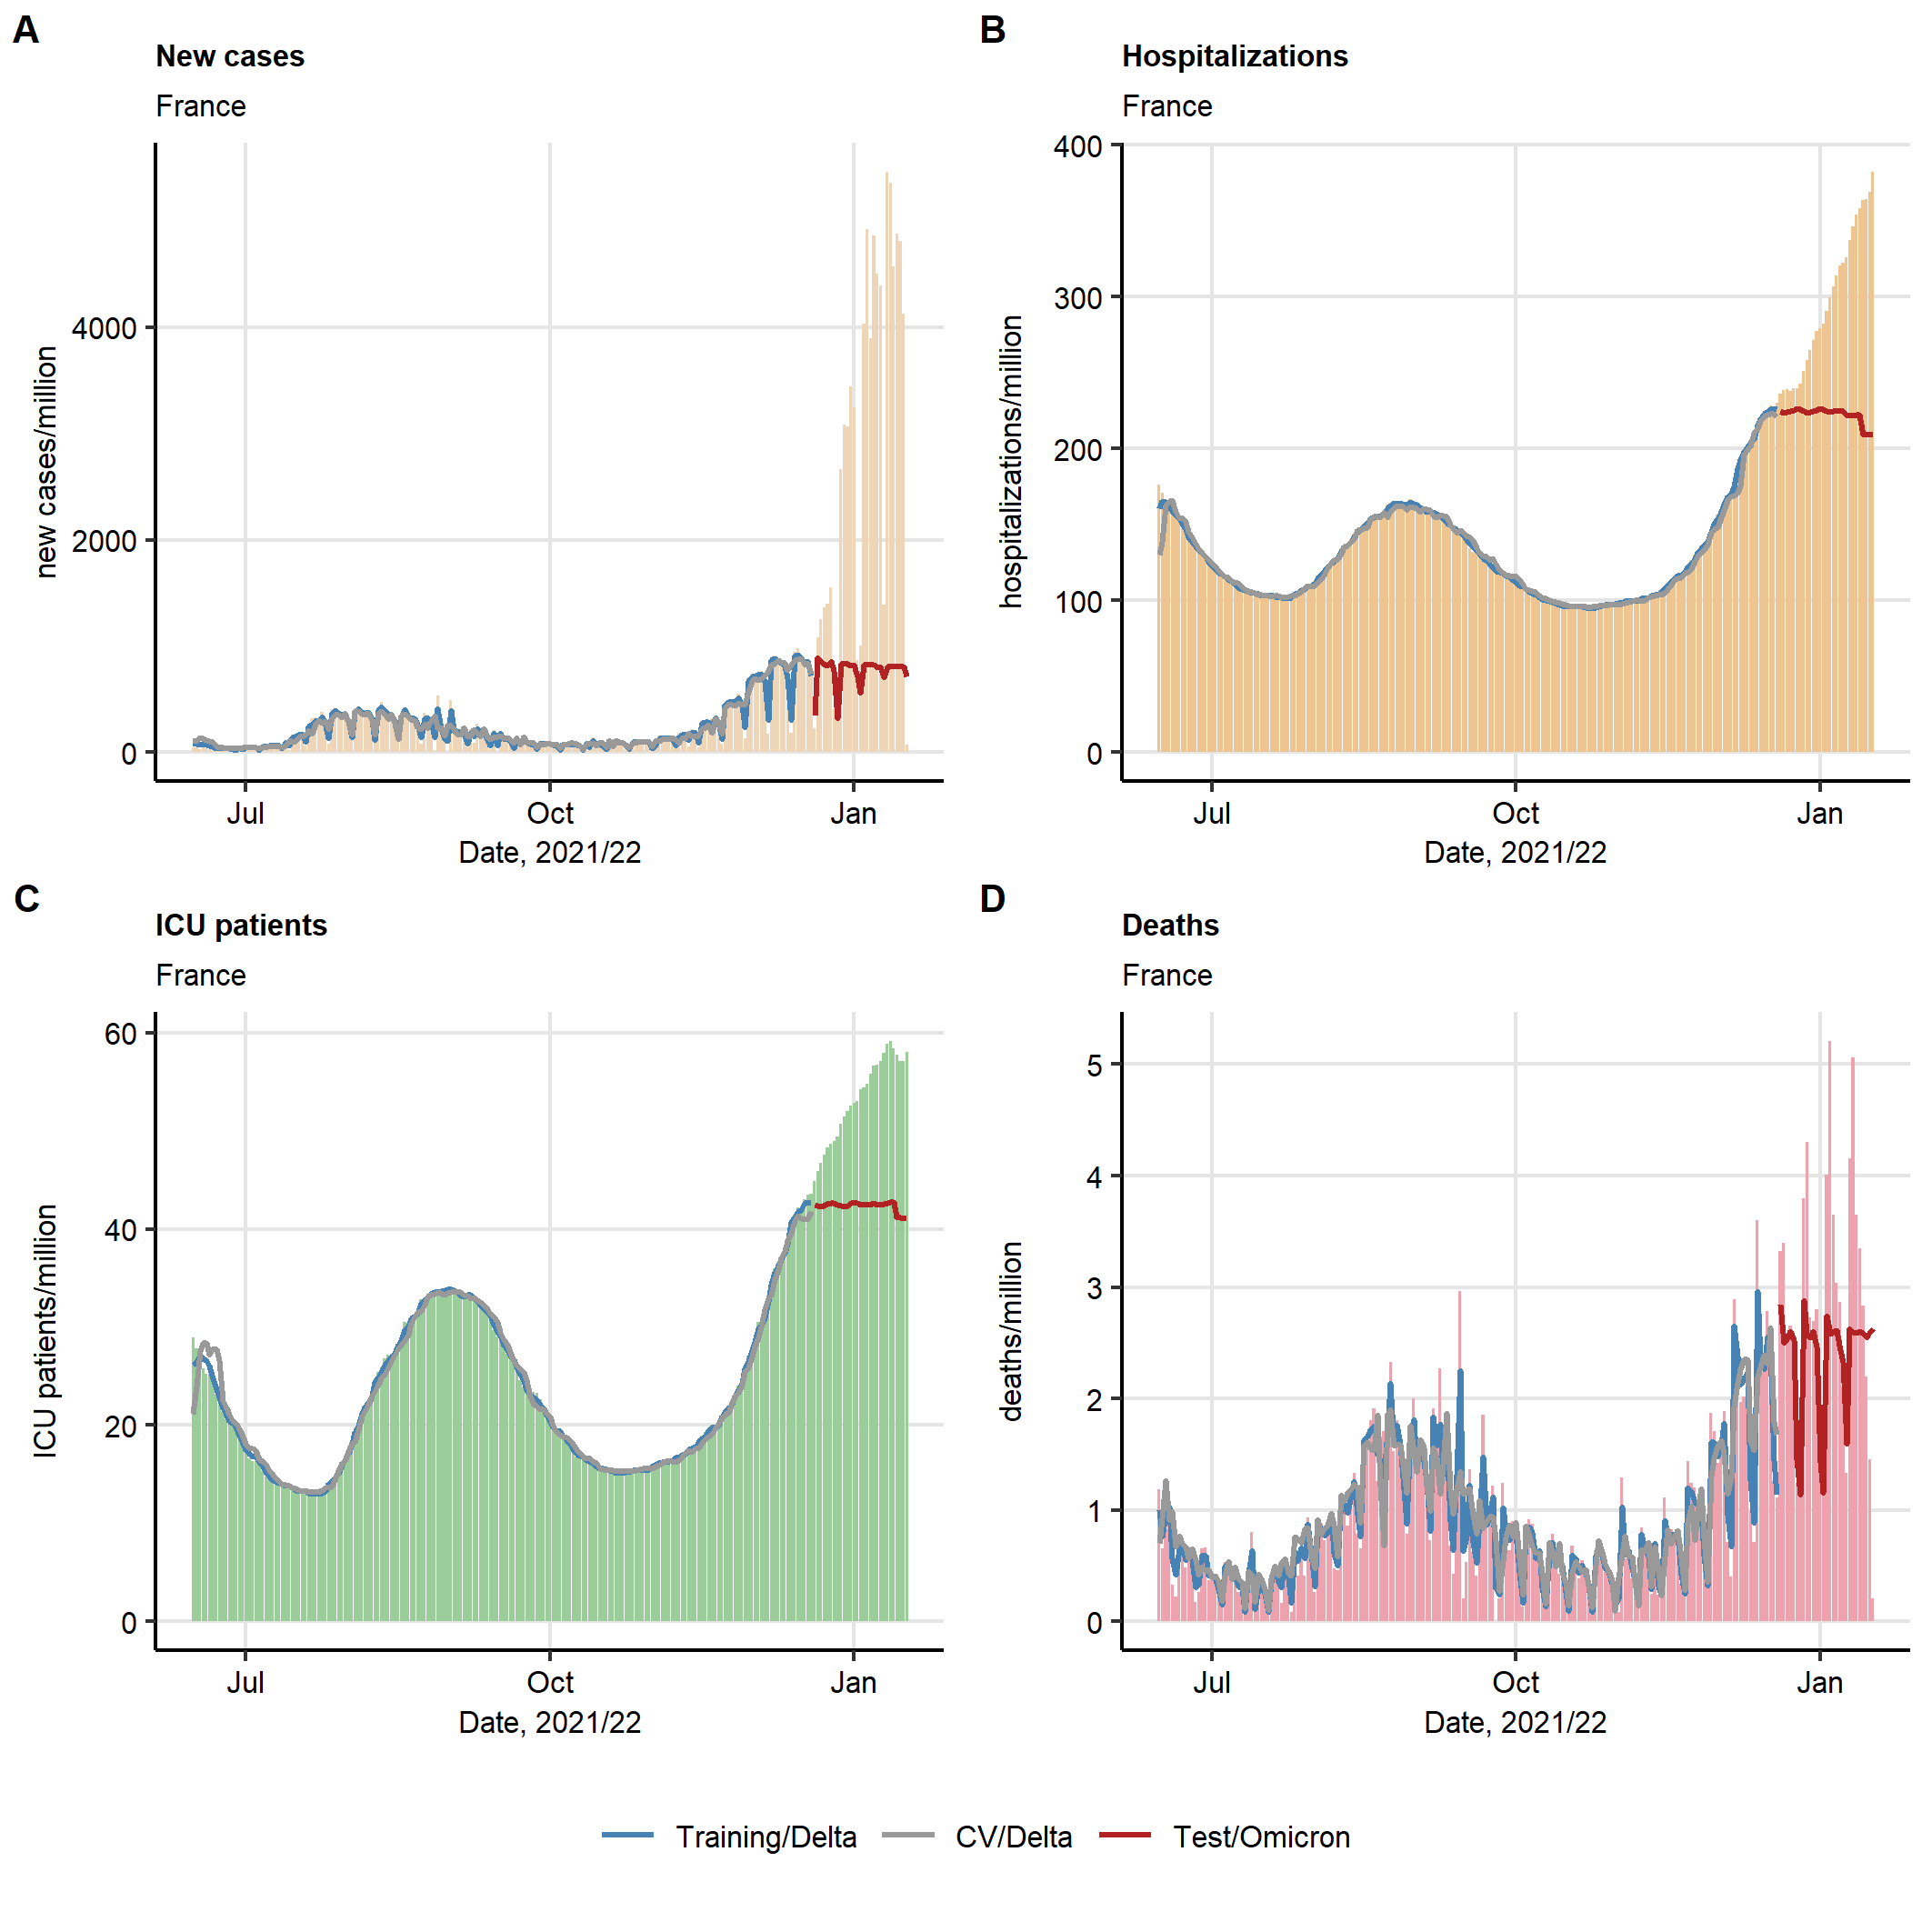 A
New cases
France
new cases/million
4000
2000
0
Jul Oct Jan
Date, 2021/22
B
Hospitalizations
France
hospitalizations/million
400
300
200
100
0
Jul Oct Jan
Date, 2021/22
C
ICU patients
France
ICU patients/million
60
40
20
0
Jul Oct Jan
Date, 2021/22
D
Deaths
France
deaths/million
5
4
3
2
1
0
Jul Oct Jan
Date, 2021/22
Training/Delta CV/Delta Test/Omicron